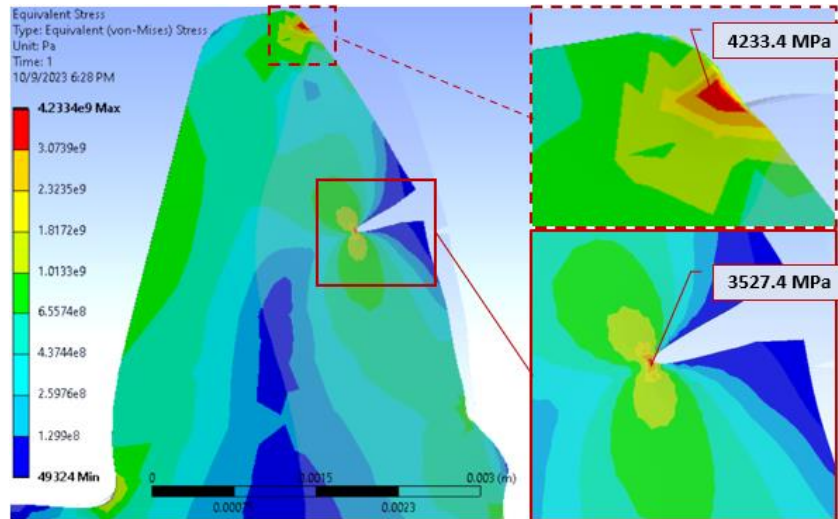 Equivalent Stress
Type: Equivalent (von-Mises) Stress
Unit: Pa
Time: 1
10/9/2023 6:28 PM
4.2334e9 Max
3.0739e9
2.3235e9
1.8172e9
1.0133e9
6.5574e8
4.3744e8
2.5976e8
1.299e8
49324 Min
4233.4 MPa
3527.4 MPa
0
0.0015
0.003 (m)
0.0023